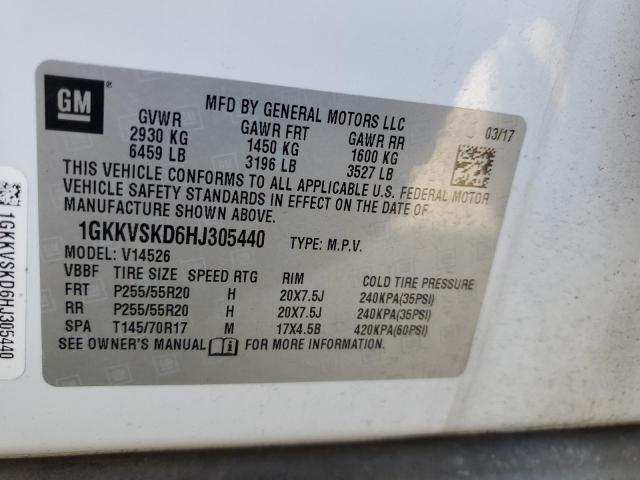 GM
®
MFD BY GENERAL MOTORS LLC
03/17
GVWR GAWR FRT GAWR RR
2930 KG 1450 KG 1600 KG
6459 LB 3196 LB 3527 LB
THIS VEHICLE CONFORMS TO ALL APPLICABLE U.S. FEDERAL MOTOR
VEHICLE SAFETY STANDARDS IN EFFECT ON THE DATE OF
MANUFACTURE SHOWN ABOVE.
1GKKVSKD6HJ305440 TYPE: M.P.V.
MODEL: V14526
VBBF TIRE SIZE SPEED RTG RIM COLD TIRE PRESSURE
FRT P255/55R20 H 20X7.5J 240KPA(35PSI)
RR P255/55R20 H 20X7.5J 240KPA(35PSI)
SPA T145/70R17 M 17X4.5B 420KPA(60PSI)
SEE OWNER'S MANUAL FOR MORE INFORMATION.
1GKKVSKD6HJ305440